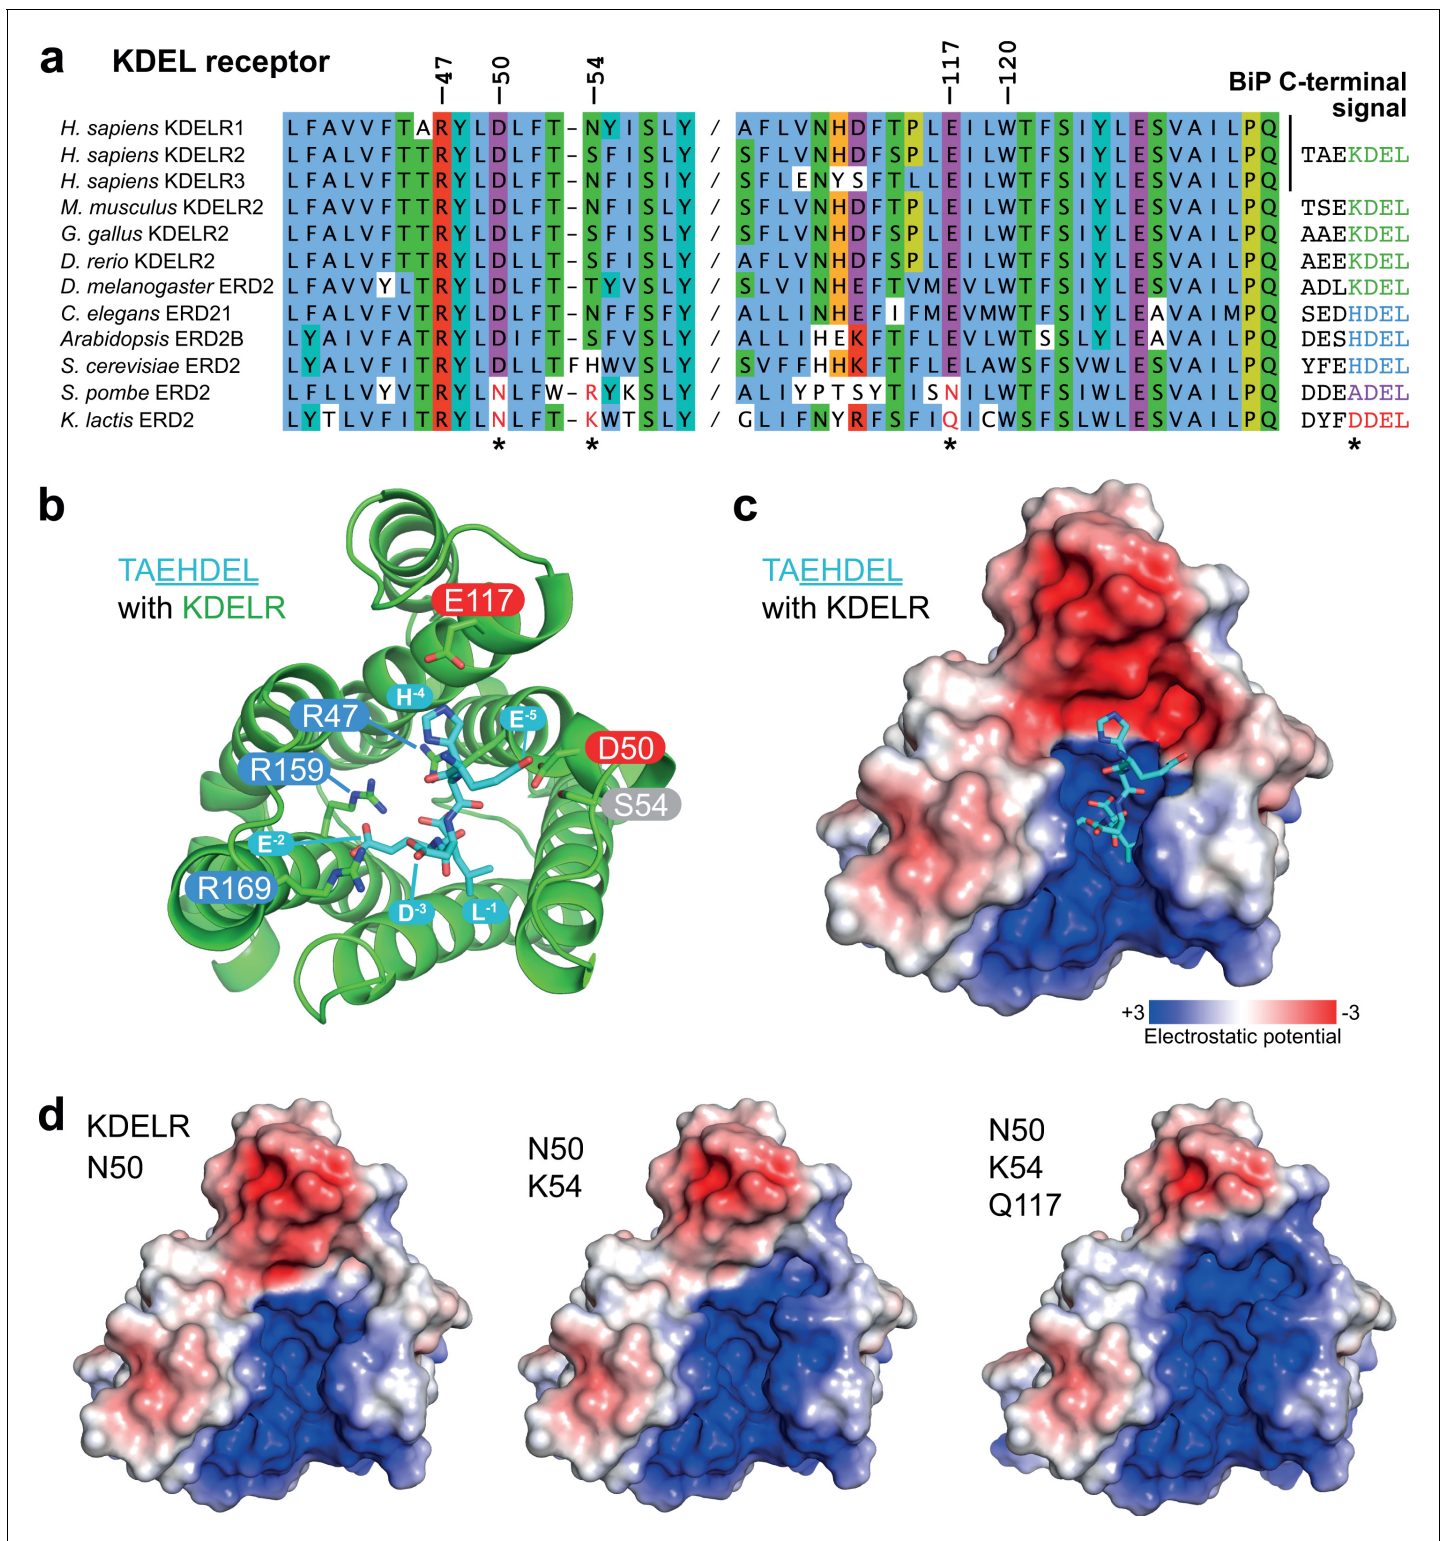 a KDEL receptor
–47 –50 –54 –117 –120
BiP C-terminal
signal
H. sapiens KDELR1 LFAVVFTARYLDLFT-NYISLY / AFLVNHDFTPLEILWTFSIYLESVAILPQ
H. sapiens KDELR2 LFALVFTTRYLDLFT-SFISLY / SFLVNHDFSPLEILWTFSIYLESVAILPQ TAEKDEL
H. sapiens KDELR3 LFALVFTTRYLDLFT-NFISIY / SFLENYSFTLLEILWTFSIYLESVAILPQ
M. musculus KDELR2 LFAVVFTTRYLDLFT-NFISLY / SFLVNHDFTPLEILWTFSIYLESVAILPQ TSEKDEL
G. gallus KDELR2 LFALVFTTRYLDLFT-SFISLY / SFLVNHDFSPLEILWTFSIYLESVAILPQ AAEKDEL
D. rerio KDELR2 LFALVFTTRYLDLLT-SFISLY / AFLVNHDFSPLEILWTFSIYLESVAILPQ AEEKDEL
D. melanogaster ERD2 LFAVVYLTRYLDLFT-TYVSLY / SLVINHEFTVMEVLWTFSIYLESVAILPQ ADLKDEL
C. elegans ERD21 LFAVVFVTRYLDLFT-NFFSFY / ALLINHEFIFMEVMWTFSIYLEAVAIMPQ SEDHDEL
Arabidopsis ERD2B LYAIVFATRYLDIFT-SFVSLY / ALLIHEKFTFLEVLWTSSLYLEAVAILPQ DESHDEL
S. cerevisiae ERD2 LYALVFITRYLDLLTFHWVSLY / SVFFHHKFTFLELAWSFSVWLESVAILPQ YFEHDEL
S. pombe ERD2 LFLLVYVTRYLNLFW-RYKSLY / ALIYPTSYTISNILWTFSIWLESVAILPQ DDEADEL
K. lactis ERD2 LYTLVFITRYLNLFT-KWTSLY / GLIFNYRFSFIQICWSFSLWLESVAILPQ DYFDDEL
* * * *
b
TAEHDEL
with KDELR
E117
H-4
R47
E-5
D50
R159
S54
E-2
R169
D-3
L-1
c
TAEHDEL
with KDELR
+3 -3
Electrostatic potential
d
KDELR
N50
N50
K54
N50
K54
Q117